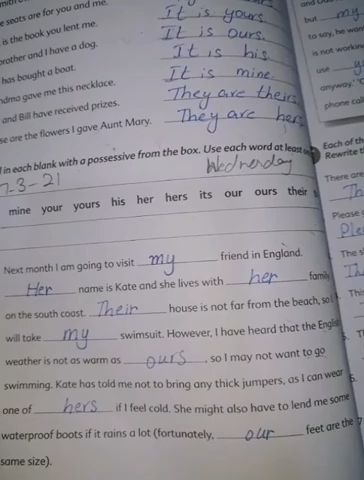 e seats are for you and me. It is yours but my
is the book you lent me. It is ours. to say, he wan
brother and I have a dog. It is his is not workin
has bought a boat. It is mine use
ndma gave me this necklace. They are theirs anyway. "
and Bill have received prizes. They are hers phone ca
se are the flowers I gave Aunt Mary.
in each blank with a possessive from the box. Use each word at least on Each of th
Wednerday Rewrite t
7-3-21 There are
mine your yours his her hers its our ours their Th
Please
Next month I am going to visit my friend in England. The s
Her name is Kate and she lives with her family
on the south coast. Their house is not far from the beach, so I Thi
will take my swimsuit. However, I have heard that the English
weather is not as warm as ours, so I may not want to go
swimming. Kate has told me not to bring any thick jumpers, as I can wear
one of hers if I feel cold. She might also have to lend me some
waterproof boots if it rains a lot (fortunately, our feet are the
same size).